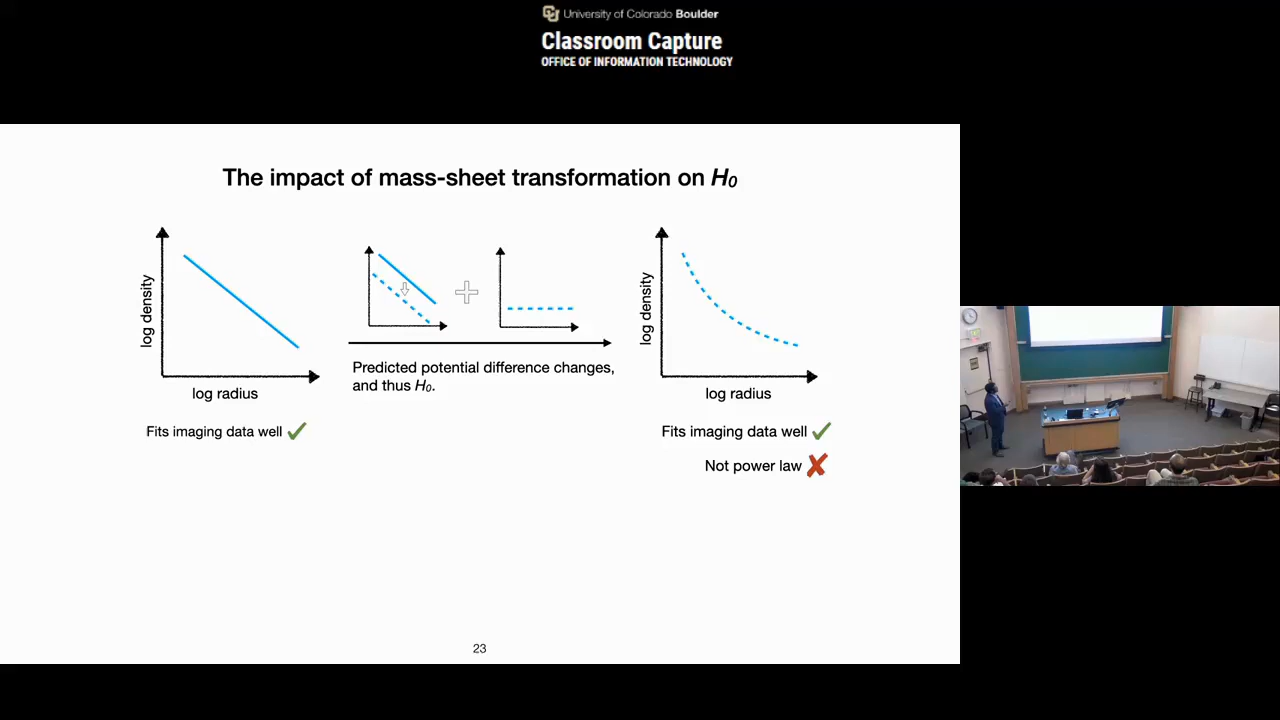 University of Colorado Boulder
Classroom Capture
OFFICE OF INFORMATION TECHNOLOGY
The impact of mass-sheet transformation on H0
log density
log radius
Fits imaging data well
Predicted potential difference changes,
and thus H0.
log density
log radius
Fits imaging data well
Not power law
23